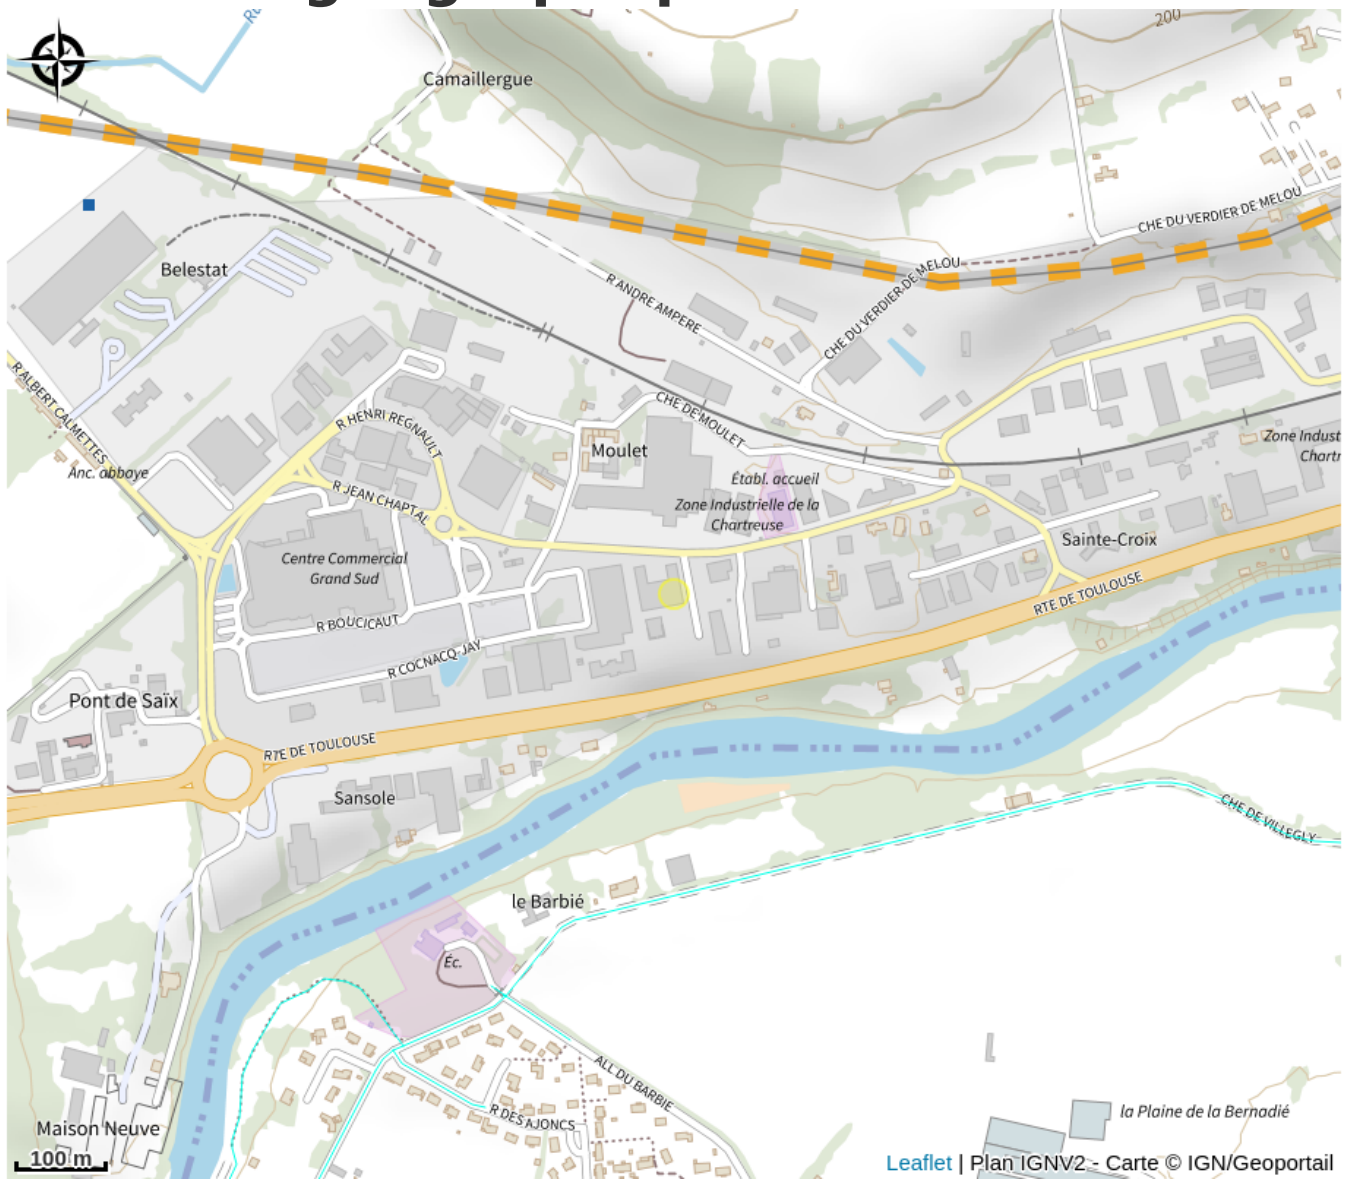 200
Camaillergue
CHE DU VERDIER DE MELOU
CHE DU VERDIER DE MELOU
Belestat
R ANDRE AMPERE
R ALBERT CALMETTES
R HENRI REGNAULT
CHE DE MOULET
Moulet
Zone Indust
Chartr
Anc. abbaye
Établ. accueil
R JEAN CHAPTAL
Zone Industrielle de la
Chartreuse
Sainte-Croix
Centre Commercial
Grand Sud
RTE DE TOULOUSE
R BOUCICAUT
R COCNACQ-JAY
Pont de Saïx
RTE DE TOULOUSE
Sansole
CHE DE VILLEGLY
le Barbié
Éc.
ALL DU BARBIE
R DES AJONCS
la Plaine de la Bernadié
Maison Neuve
100 m
Leaflet | Plan IGNV2 - Carte © IGN/Geoportail